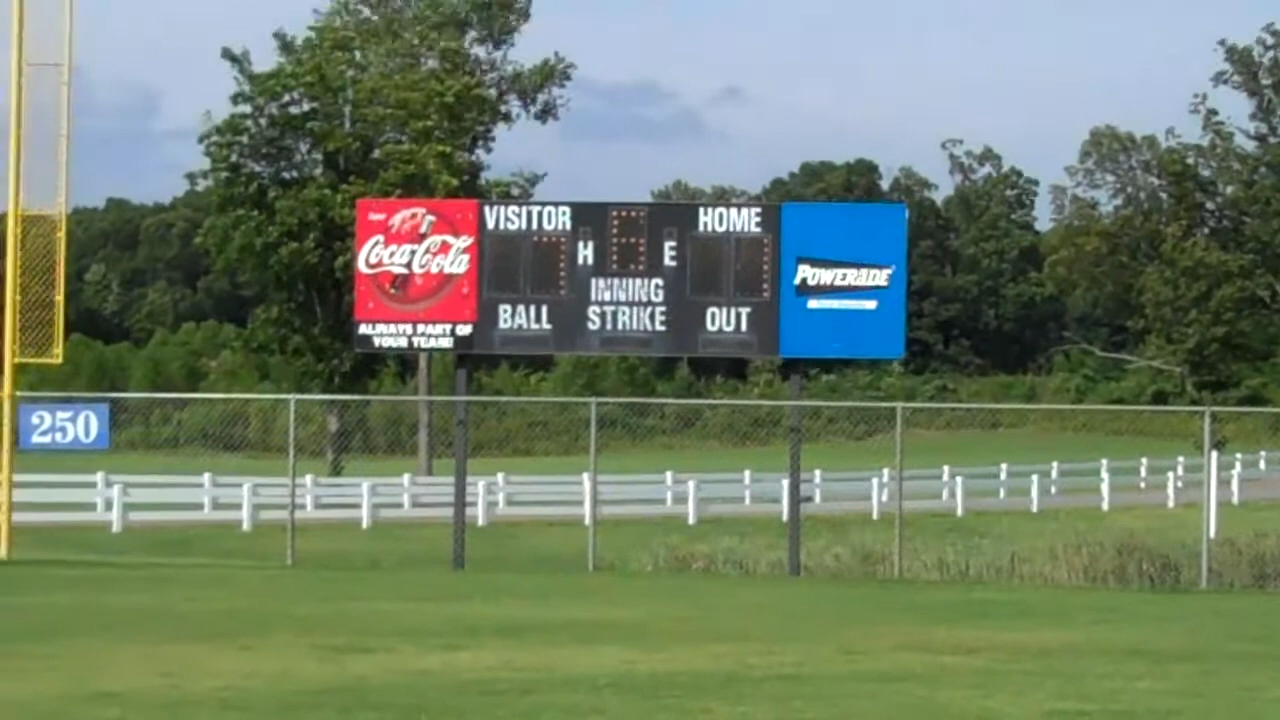 Coca-Cola
ALWAYS PART OF
YOUR TEAM!
VISITOR
HOME
H
E
INNING
BALL
STRIKE
OUT
POWERADE
250